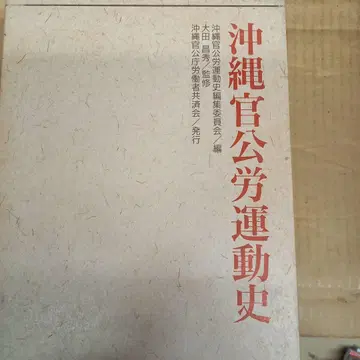 沖縄官公労運動史
沖縄官公労運動史編集委員会/編
大田昌秀/監修
沖縄官公庁労働者共済会/発行